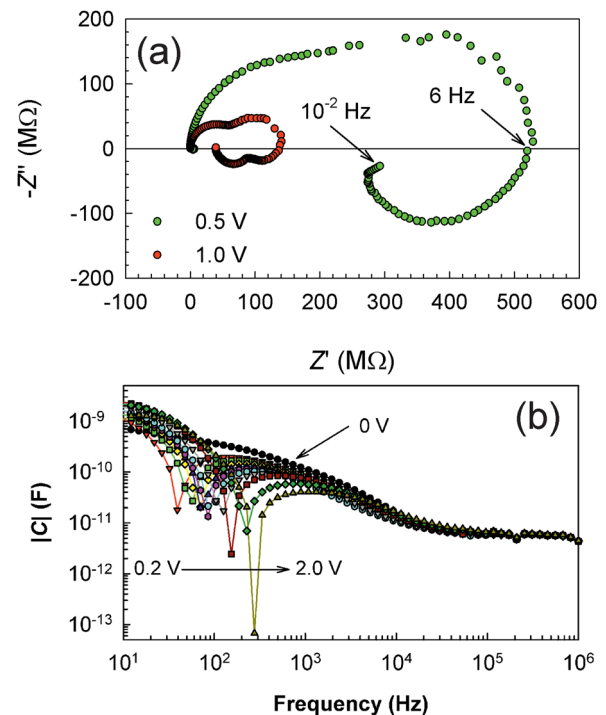 (a)
200
100
0
-100
-200
-Z" (MΩ)
10⁻² Hz
6 Hz
0.5 V
1.0 V
-100 0 100 200 300 400 500 600
Z' (MΩ)
(b)
0 V
10⁻⁹
10⁻¹⁰
10⁻¹¹
10⁻¹²
10⁻¹³
|C| (F)
0.2 V 2.0 V
10¹ 10² 10³ 10⁴ 10⁵ 10⁶
Frequency (Hz)